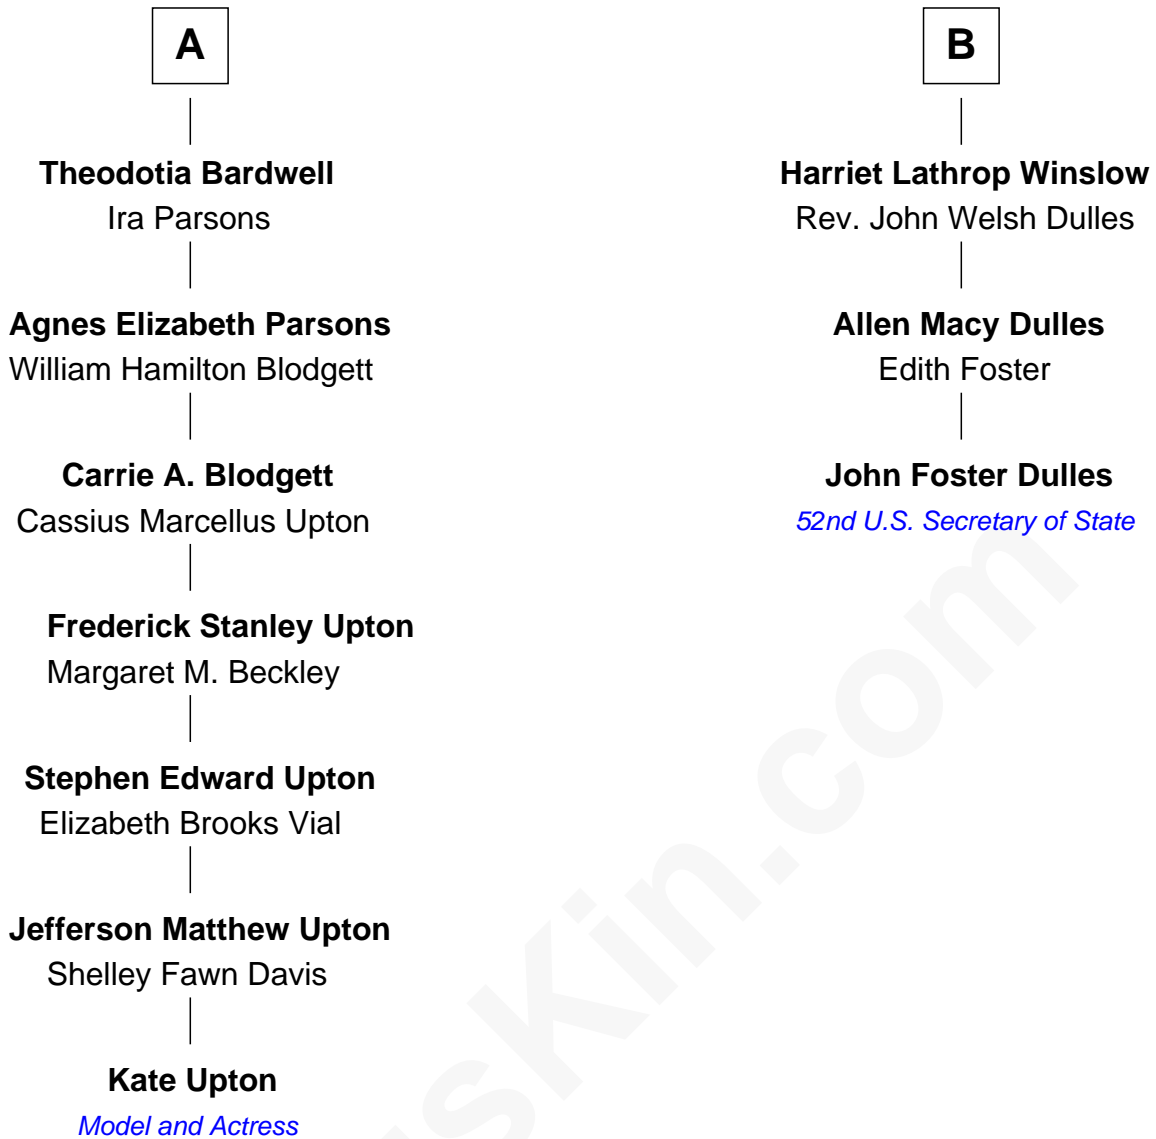 A
Theodotia Bardwell
Ira Parsons
Agnes Elizabeth Parsons
William Hamilton Blodgett
Carrie A. Blodgett
Cassius Marcellus Upton
Frederick Stanley Upton
Margaret M. Beckley
Stephen Edward Upton
Elizabeth Brooks Vial
Jefferson Matthew Upton
Shelley Fawn Davis
Kate Upton
Model and Actress
B
Harriet Lathrop Winslow
Rev. John Welsh Dulles
Allen Macy Dulles
Edith Foster
John Foster Dulles
52nd U.S. Secretary of State
sKin.com